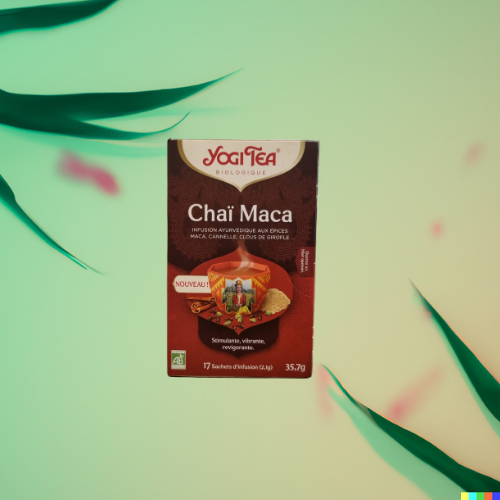 YOGI TEA
BIOLOGIQUE
Chaï Maca
INFUSION AYURVÉDIQUE AUX ÉPICES
MACA, CANNELLE, CLOUS DE GIROFLE
NOUVEAU !
Stimulante, vibrante,
revigorante.
AB
17 Sachets d'infusion (2,1g) 35,7g